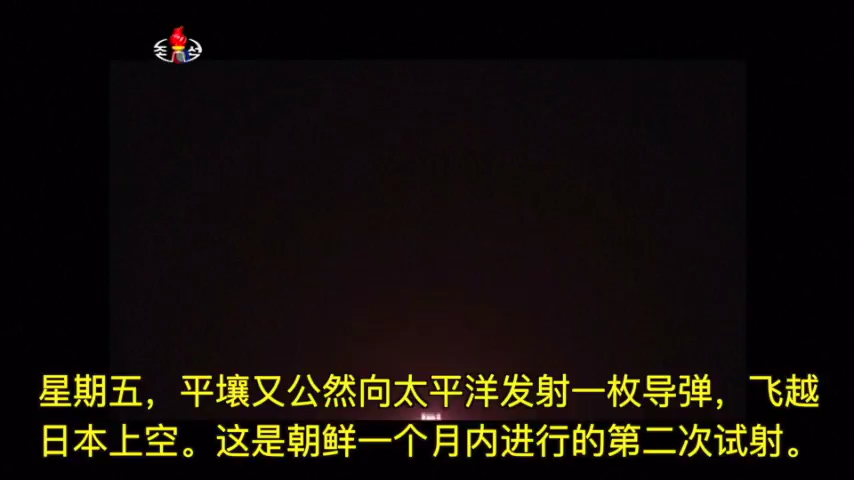 조선
星期五，平壤又公然向太平洋发射一枚导弹，飞越
日本上空。这是朝鲜一个月内进行的第二次试射。